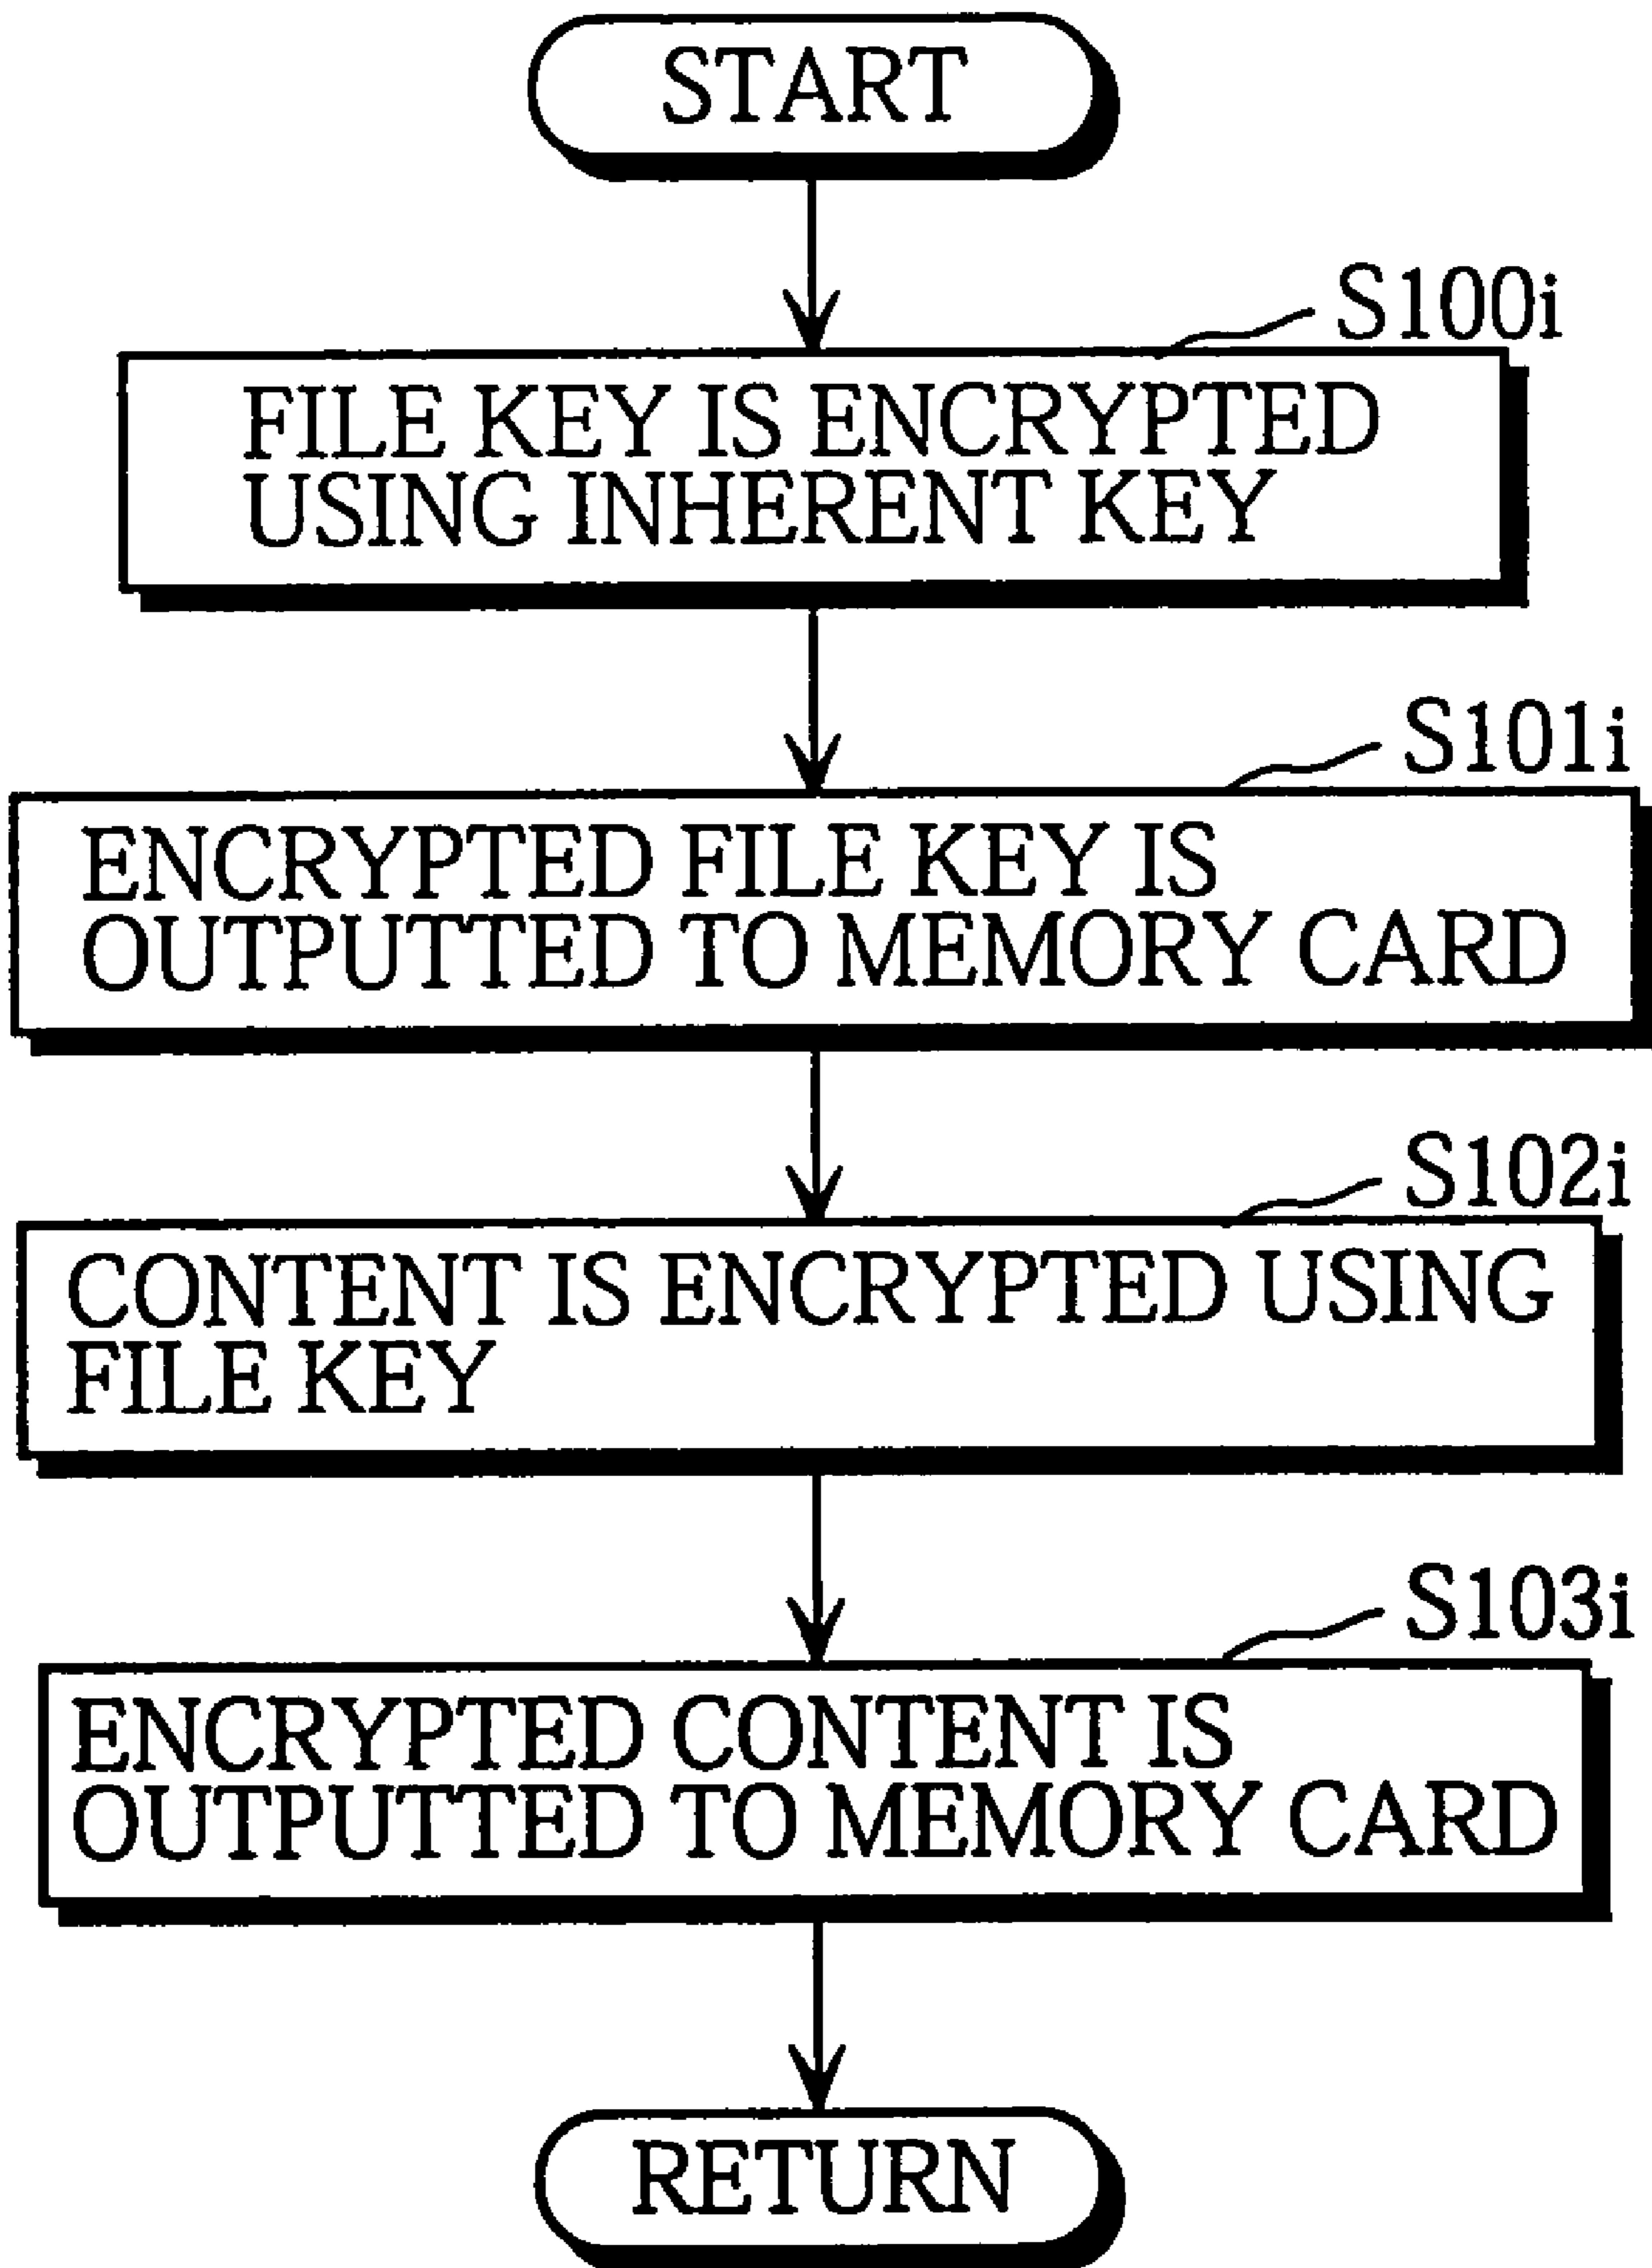 START
S100i
FILE KEY IS ENCRYPTED
USING INHERENT KEY
S101i
ENCRYPTED FILE KEY IS
OUTPUTTED TO MEMORY CARD
S102i
CONTENT IS ENCRYPTED USING
FILE KEY
S103i
ENCRYPTED CONTENT IS
OUTPUTTED TO MEMORY CARD
RETURN